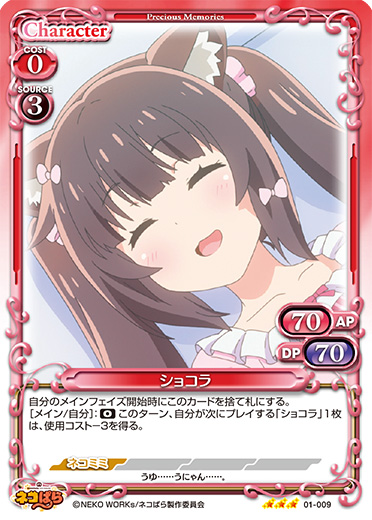 Precious Memories
Character
COST
0
SOURCE
3
70 AP
DP 70
ショコラ
自分のメインフェイズ開始時にこのカードを捨て札にする。
[メイン/自分]:0このターン、自分が次にプレイする「ショコラ」1枚
は、使用コスト-3を得る。
ネコミミ
うゆ……うにゃん……。
ネコぱら
©NEKO WORKs/ネコぱら製作委員会
01-009